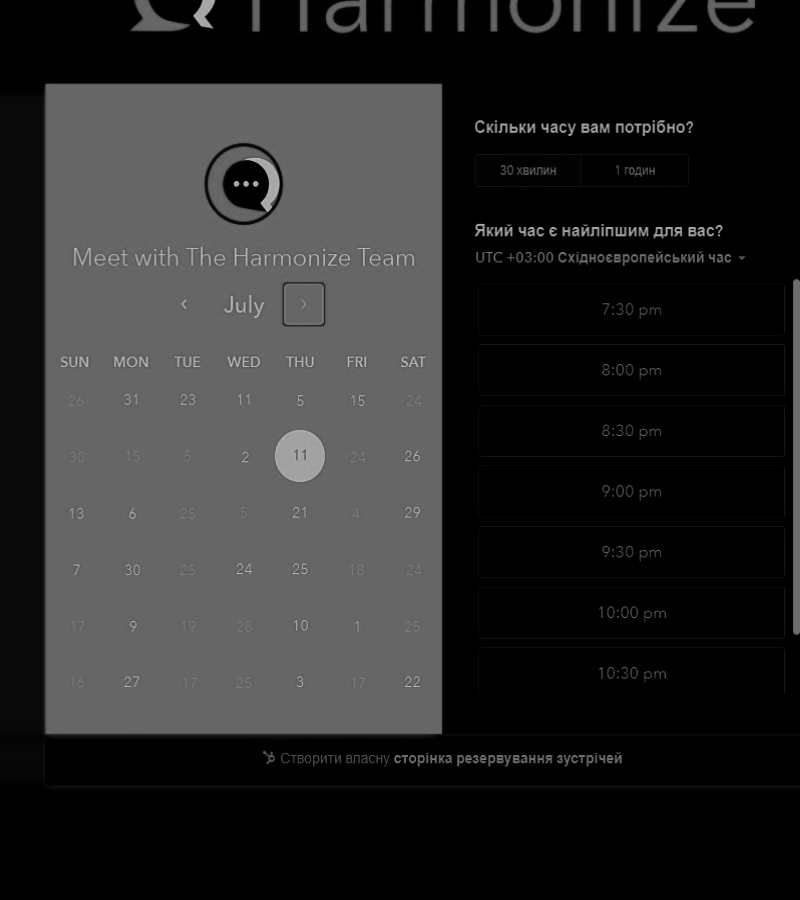 Harmonize
Meet with The Harmonize Team
July
SUN MON TUE WED THU FRI SAT
26 31 23 11 5 15 24
30 15 5 2 11 24 26
13 6 25 5 21 4 29
7 30 25 24 25 18 24
17 9 19 28 10 1 25
16 27 17 25 3 17 22
Скільки часу вам потрібно?
30 хвилин 1 годин
Який час є найліпшим для вас?
UTC +03:00 Східноєвропейський час
7:30 pm
8:00 pm
8:30 pm
9:00 pm
9:30 pm
10:00 pm
10:30 pm
Створити власну сторінка резервування зустрічей